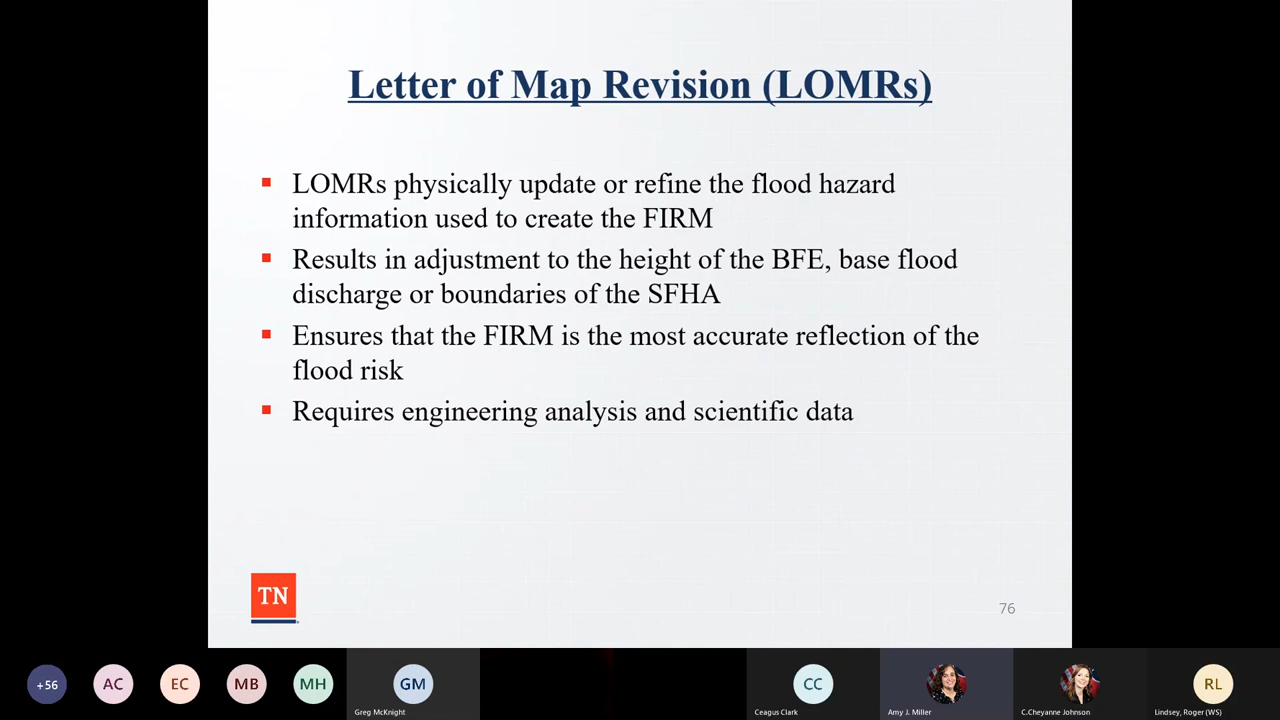 Letter of Map Revision (LOMRs)
▪ LOMRs physically update or refine the flood hazard
information used to create the FIRM
▪ Results in adjustment to the height of the BFE, base flood
discharge or boundaries of the SFHA
▪ Ensures that the FIRM is the most accurate reflection of the
flood risk
▪ Requires engineering analysis and scientific data
TN
76
+56
AC
EC
MB
MH
GM
CC
RL
Greg McKnight
Ceagus Clark
Amy J. Miller
C.Cheyanne Johnson
Lindsey, Roger (WS)